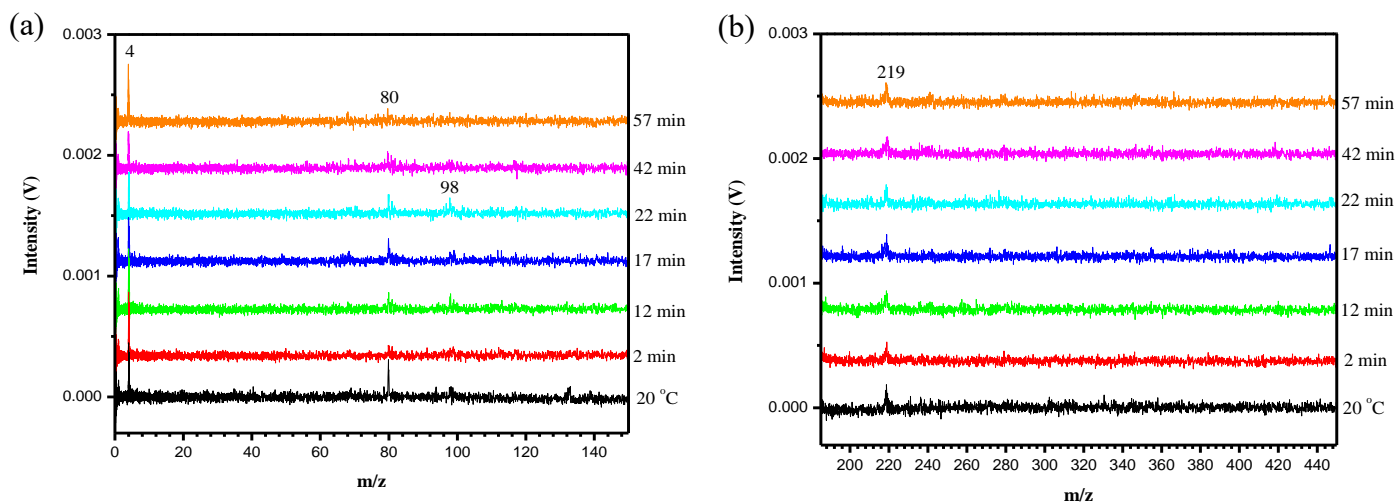 (a)
0.003
0.002
0.001
0.000
Intensity (V)
4
80
98
57 min
42 min
22 min
17 min
12 min
2 min
20 °C
0 20 40 60 80 100 120 140
m/z
(b)
0.003
0.002
0.001
0.000
Intensity (V)
219
57 min
42 min
22 min
17 min
12 min
2 min
20 °C
200 220 240 260 280 300 320 340 360 380 400 420 440
m/z